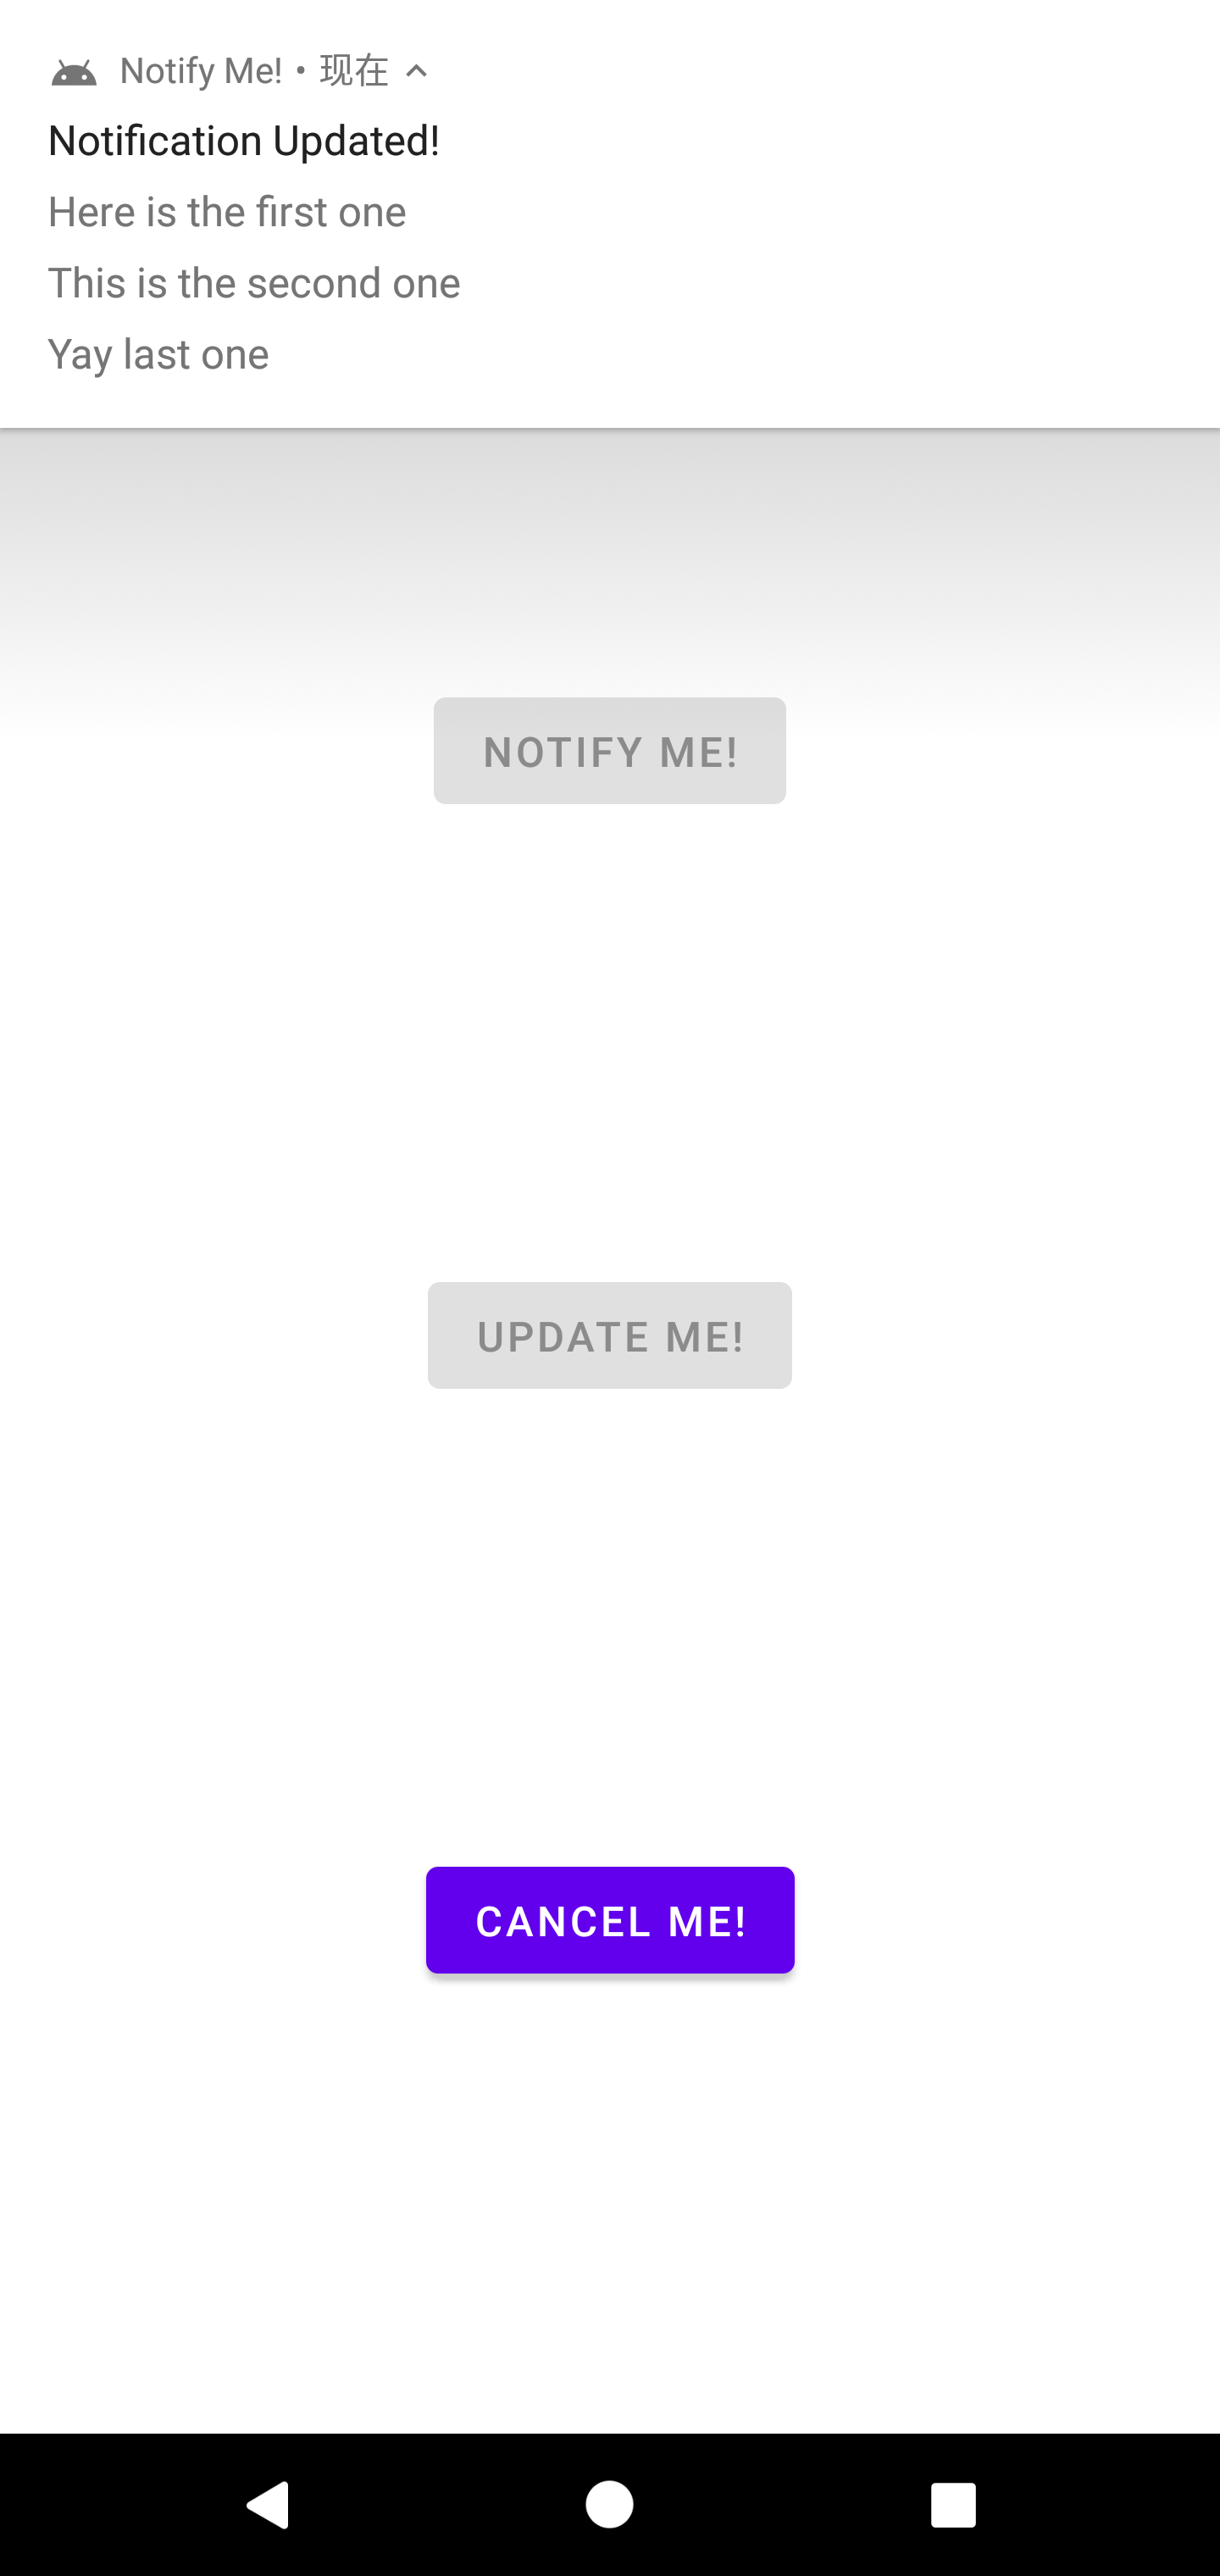 Notify Me! • 现在
Notification Updated!
Here is the first one
This is the second one
Yay last one
NOTIFY ME!
UPDATE ME!
CANCEL ME!